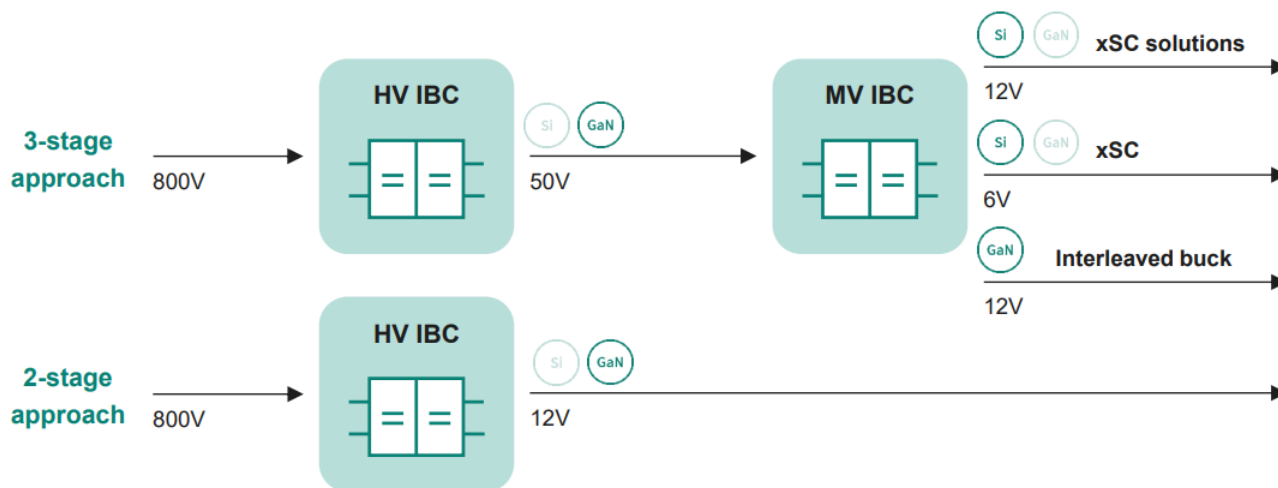 Si GaN xSC solutions
12V
HV IBC
MV IBC
Si GaN
3-stage
approach
800V
50V
Si GaN xSC
6V
GaN Interleaved buck
12V
HV IBC
Si GaN
2-stage
approach
800V
12V